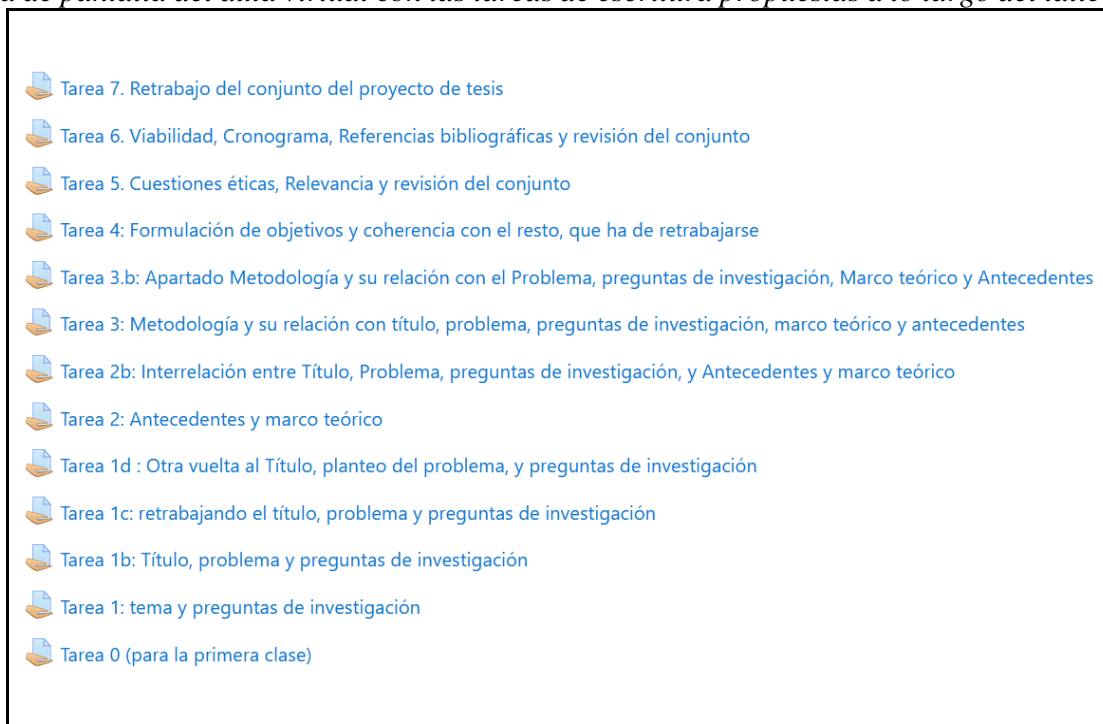 de pantalla del aula virtual con las tareas de escritura propuestas a lo largo del
Tarea 7. Retrabajo del conjunto del proyecto de tesis
Tarea 6. Viabilidad, Cronograma, Referencias bibliográficas y revisión del conjunto
Tarea 5. Cuestiones éticas, Relevancia y revisión del conjunto
Tarea 4: Formulación de objetivos y coherencia con el resto, que ha de retrabajarse
Tarea 3.b: Apartado Metodología y su relación con el Problema, preguntas de investigación, Marco teórico y Antecedentes
Tarea 3: Metodología y su relación con título, problema, preguntas de investigación, marco teórico y antecedentes
Tarea 2b: Interrelación entre Título, Problema, preguntas de investigación, y Antecedentes y marco teórico
Tarea 2: Antecedentes y marco teórico
Tarea 1d : Otra vuelta al Título, planteo del problema, y preguntas de investigación
Tarea 1c: retrabajando el título, problema y preguntas de investigación
Tarea 1b: Título, problema y preguntas de investigación
Tarea 1: tema y preguntas de investigación
Tarea 0 (para la primera clase)